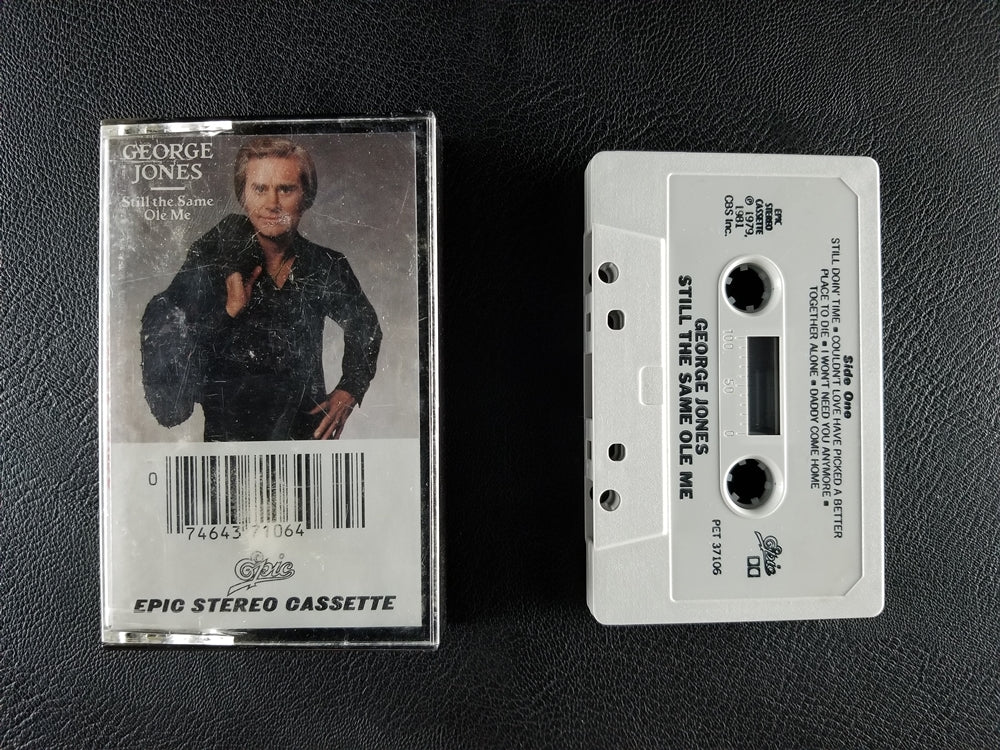 GEORGE
JONES
Still the Same
Ole Me
0
74643 71064
Epic
EPIC STEREO CASSETTE
Side One
STILL DOIN' TIME ■ COULDN'T LOVE HAVE PICKED A BETTER
PLACE TO DIE ■ I WON'T NEED YOU ANYMORE ■
TOGETHER ALONE ■ DADDY COME HOME
EPIC
STEREO
CASSETTE
℗ 1979,
1981
CBS Inc.
100 50 0
Epic
GEORGE JONES
STILL THE SAME OLE ME
PET 37106